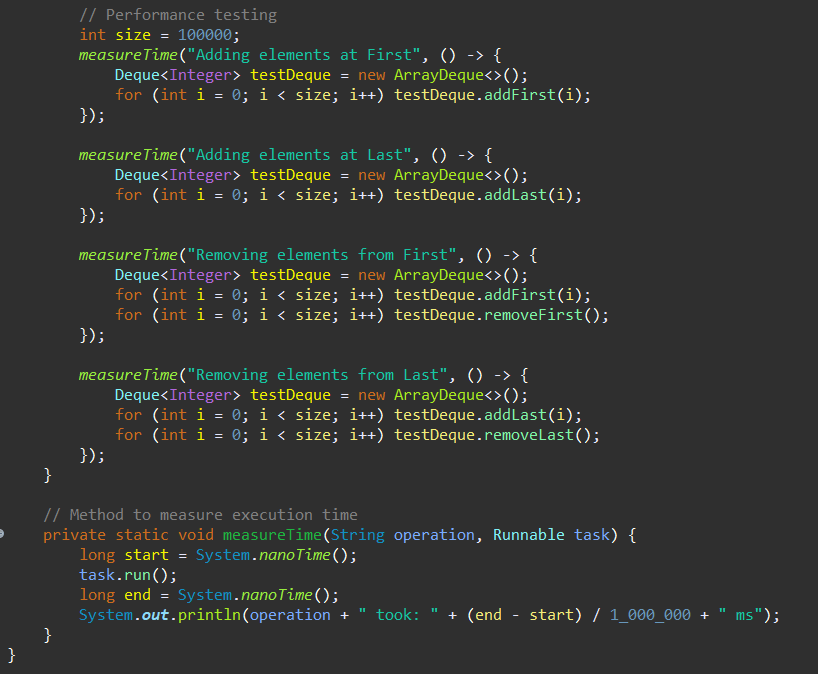 // Performance testing
int size = 100000;
measureTime("Adding elements at First", () -> {
Deque<Integer> testDeque = new ArrayDeque<>();
for (int i = 0; i < size; i++) testDeque.addFirst(i);
});
measureTime("Adding elements at Last", () -> {
Deque<Integer> testDeque = new ArrayDeque<>();
for (int i = 0; i < size; i++) testDeque.addLast(i);
});
measureTime("Removing elements from First", () -> {
Deque<Integer> testDeque = new ArrayDeque<>();
for (int i = 0; i < size; i++) testDeque.addFirst(i);
for (int i = 0; i < size; i++) testDeque.removeFirst();
});
measureTime("Removing elements from Last", () -> {
Deque<Integer> testDeque = new ArrayDeque<>();
for (int i = 0; i < size; i++) testDeque.addLast(i);
for (int i = 0; i < size; i++) testDeque.removeLast();
});
}
// Method to measure execution time
private static void measureTime(String operation, Runnable task) {
long start = System.nanoTime();
task.run();
long end = System.nanoTime();
System.out.println(operation + " took: " + (end - start) / 1_000_000 + " ms");
}
}